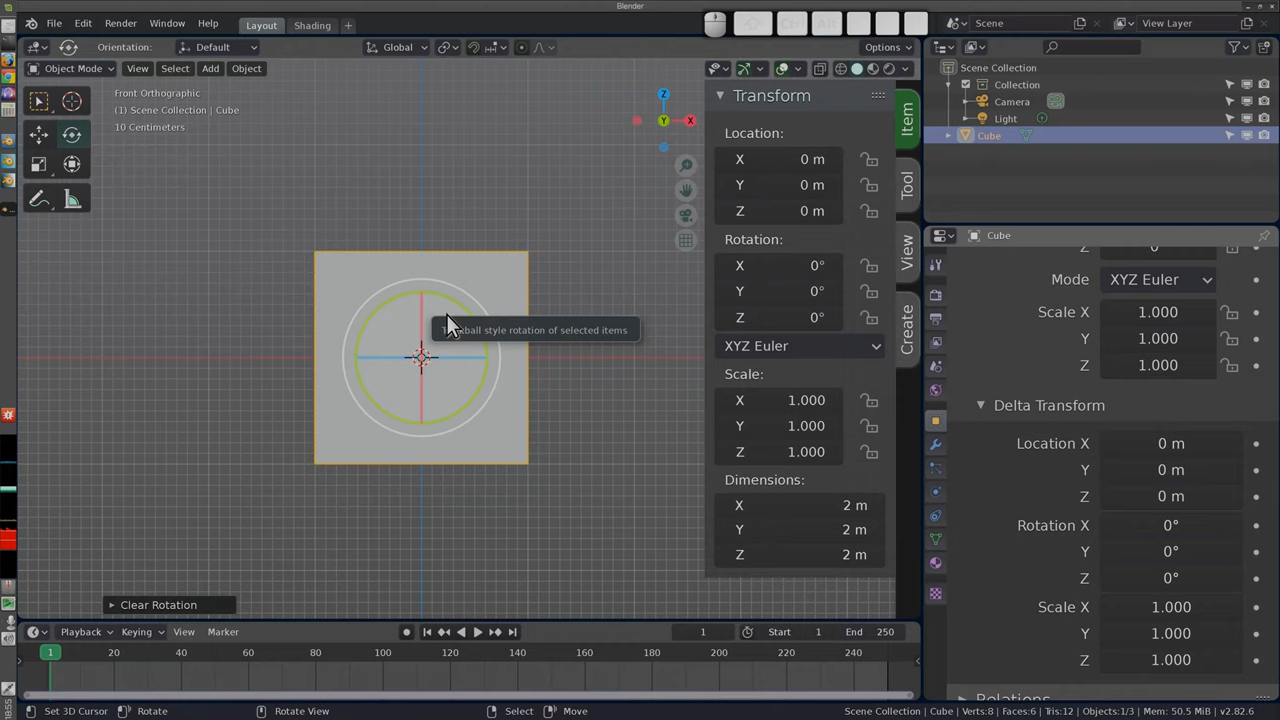 Blender
File Edit Render Window Help Layout Shading +
Ctrl Alt
Scene
View Layer
Orientation: Default
Global
Options
Object Mode View Select Add Object
Front Orthographic
(1) Scene Collection | Cube
10 Centimeters
Z
Y
X
style rotation of selected items
Clear Rotation
Transform
Location:
X 0 m
Y 0 m
Z 0 m
Rotation:
X 0°
Y 0°
Z 0°
XYZ Euler
Scale:
X 1.000
Y 1.000
Z 1.000
Dimensions:
X 2 m
Y 2 m
Z 2 m
Item
Tool
View
Create
Scene Collection
Collection
Camera
Light
Cube
Cube
Mode XYZ Euler
Scale X 1.000
Y 1.000
Z 1.000
Delta Transform
Location X 0 m
Y 0 m
Z 0 m
Rotation X 0°
Y 0°
Z 0°
Scale X 1.000
Y 1.000
Z 1.000
Relations
Playback Keying View Marker
1 Start 1 End 250
1 20 40 60 80 100 120 140 160 180 200 220 240
18:55
Set 3D Cursor Rotate Rotate View Select Move
Scene Collection | Cube | Verts:8 | Faces:6 | Tris:12 | Objects:1/3 | Mem: 50.5 MiB | v2.82.6